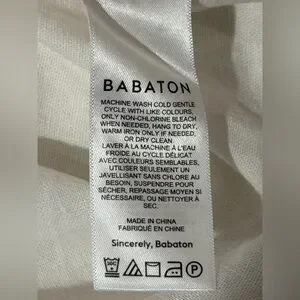 BABATON
MACHINE WASH COLD GENTLE
CYCLE WITH LIKE COLOURS,
ONLY NON-CHLORINE BLEACH
WHEN NEEDED, HANG TO DRY,
WARM IRON ONLY IF NEEDED,
OR DRY CLEAN.
LAVER À LA MACHINE À L'EAU
FROIDE AU CYCLE DÉLICAT
AVEC COULEURS SEMBLABLES,
UTILISER SEULEMENT UN
JAVELLISANT SANS CHLORE AU
BESOIN, SUSPENDRE POUR
SÉCHER, REPASSAGE MOYEN SI
NÉCESSAIRE, OU NETTOYER À
SEC.
MADE IN CHINA
FABRIQUÉ EN CHINE
Sincerely, Babaton
30C
P